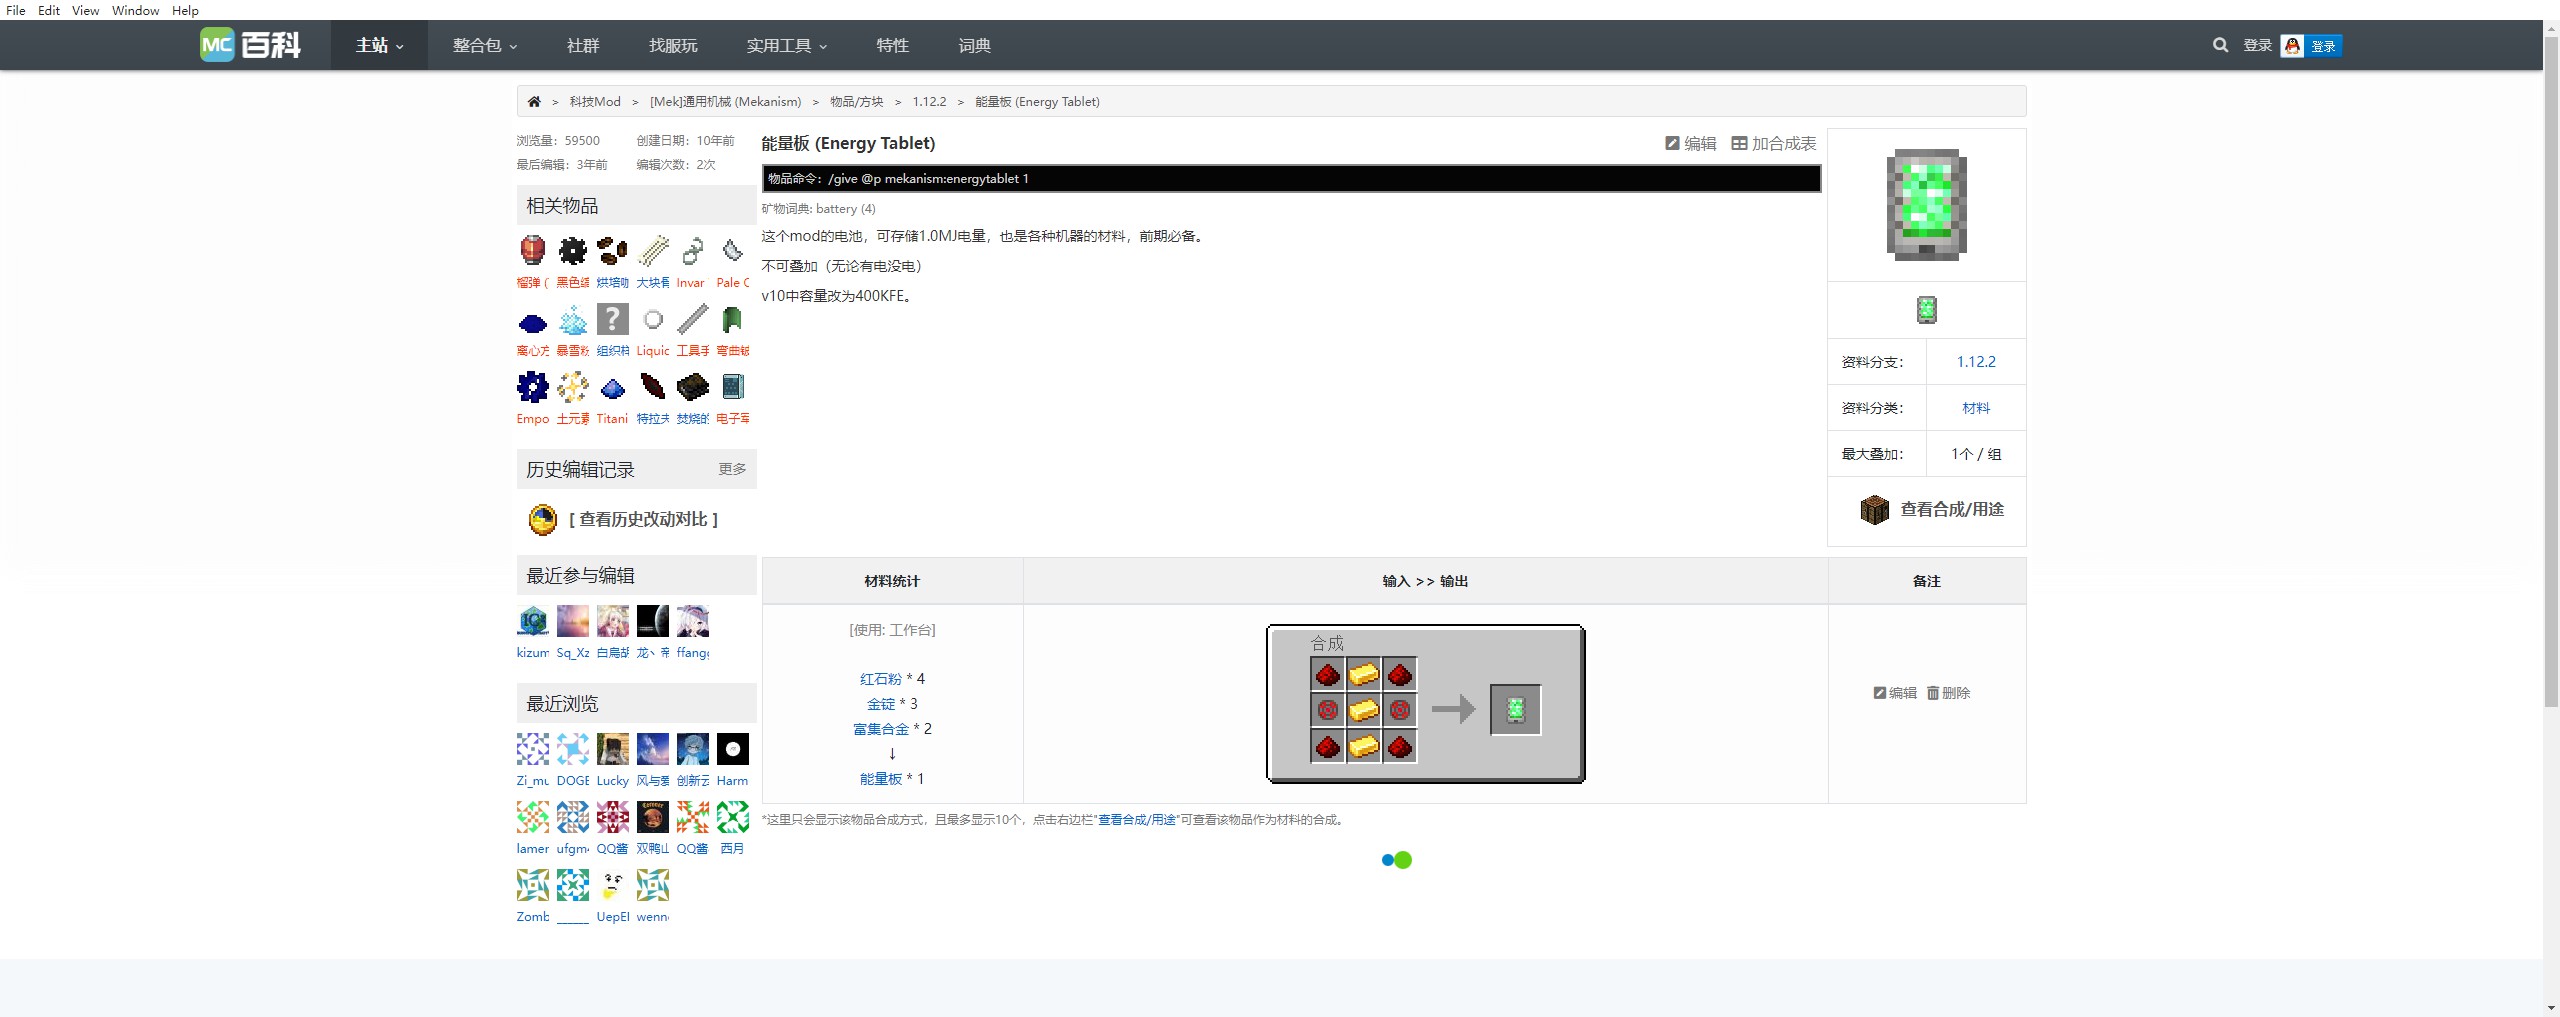 File Edit View Window Help
MC 百科 主站 整合包 社群 找服玩 实用工具 特性 词典 登录 登录
> 科技Mod > [Mek]通用机械 (Mekanism) > 物品/方块 > 1.12.2 > 能量板 (Energy Tablet)
浏览量：59500 创建日期：10年前
最后编辑：3年前 编辑次数：2次
相关物品
榴弹 ( 黑色编 烘培咖 大块骨 Invar Pale C
离心方 暴雪粉 组织样 Liquid 工具手 弯曲镀
Empo 土元素 Titani 特拉夫 焚烧的 电子军
历史编辑记录 更多
[ 查看历史改动对比 ]
最近参与编辑
kizum Sq_Xz 白鳥胡 龙丶帝 ffangg
最近浏览
Zi_mu DOGE Lucky 风与爱 创新云 Harm
lamer ufgm QQ酱 双鸭山 QQ酱 西月
Zomb ______ UepEl wenn
能量板 (Energy Tablet)
编辑 加合成表
物品命令：/give @p mekanism:energytablet 1
矿物词典: battery (4)
这个mod的电池，可存储1.0MJ电量，也是各种机器的材料，前期必备。
不可叠加（无论有电没电）
v10中容量改为400KFE。
资料分支： 1.12.2
资料分类： 材料
最大叠加： 1个 / 组
查看合成/用途
材料统计 输入 >> 输出 备注
[使用: 工作台]
红石粉 * 4
金锭 * 3
富集合金 * 2
↓
能量板 * 1
合成
编辑 删除
*这里只会显示该物品合成方式，且最多显示10个，点击右边栏"查看合成/用途"可查看该物品作为材料的合成。